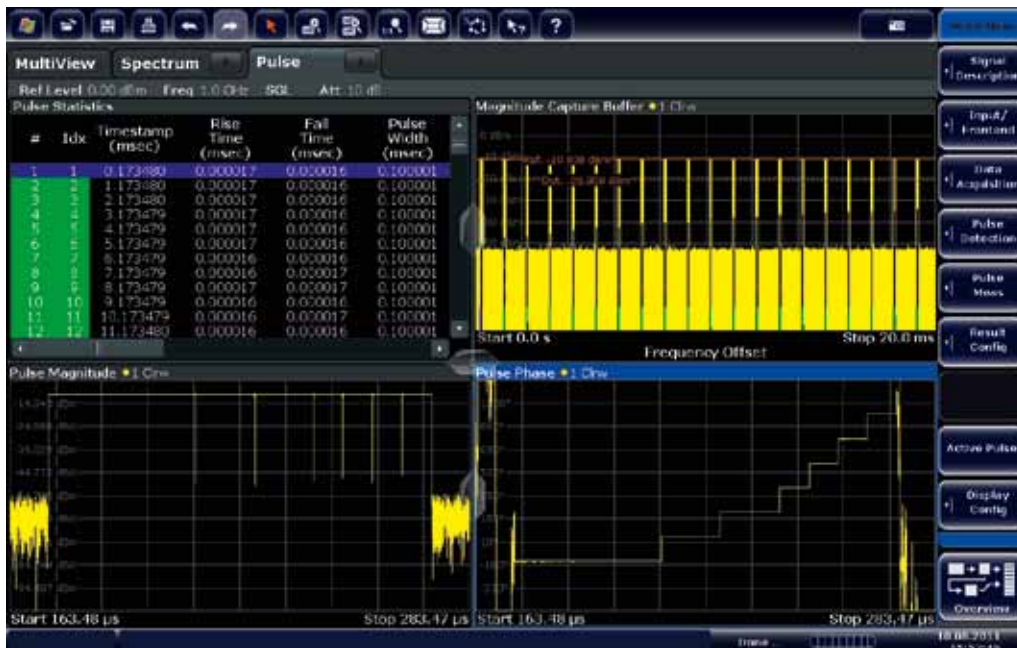 MultiView Spectrum Pulse
Ref Level 0.00 dBm Freq 1.0 GHz SGL Att 10 dB
Pulse Statistics
# Idx Timestamp (msec) Rise Time (msec) Fall Time (msec) Pulse Width (msec)
1 1 0.173480 0.000017 0.000016 0.100001
2 2 1.173480 0.000017 0.000016 0.100001
3 3 2.173480 0.000017 0.000016 0.100001
4 4 3.173479 0.000017 0.000016 0.100001
5 5 4.173479 0.000017 0.000016 0.100001
6 6 5.173479 0.000017 0.000016 0.100001
7 7 6.173479 0.000016 0.000016 0.100001
8 8 7.173479 0.000016 0.000017 0.100001
9 9 8.173479 0.000016 0.000017 0.100001
10 10 9.173479 0.000016 0.000016 0.100001
11 11 10.173479 0.000016 0.000017 0.100001
12 12 11.173480 0.000016 0.000016 0.100001
Magnitude Capture Buffer 1 Clrw
Start 0.0 s Stop 20.0 ms
Frequency Offset
Pulse Magnitude 1 Clrw
Start 163.48 µs Stop 283.47 µs
Pulse Phase 1 Clrw
Start 163.48 µs Stop 283.47 µs
Signal Description
Input/ Frontend
Data Acquisition
Pulse Detection
Pulse Meas
Result Config
Active Pulse
Display Config
Overview
10.08.2011